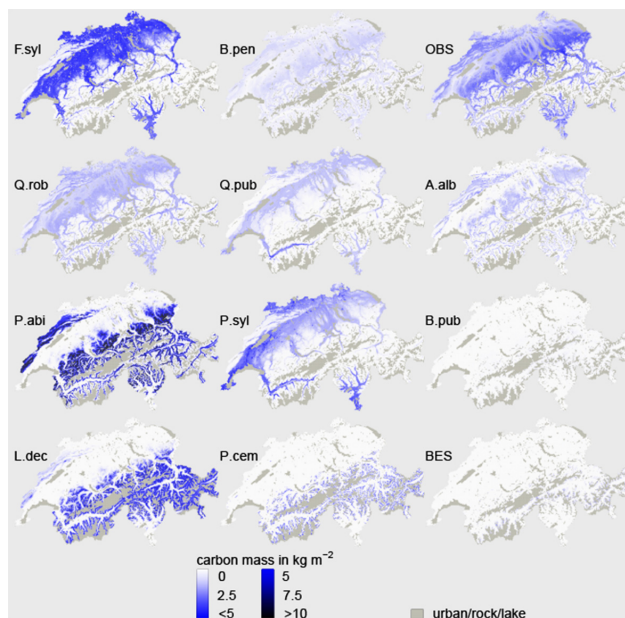 F.syl B.pen OBS
Q.rob Q.pub A.alb
P.abi P.syl B.pub
L.dec P.cem BES
carbon mass in kg m⁻²
0 5
2.5 7.5
<5 >10
urban/rock/lake